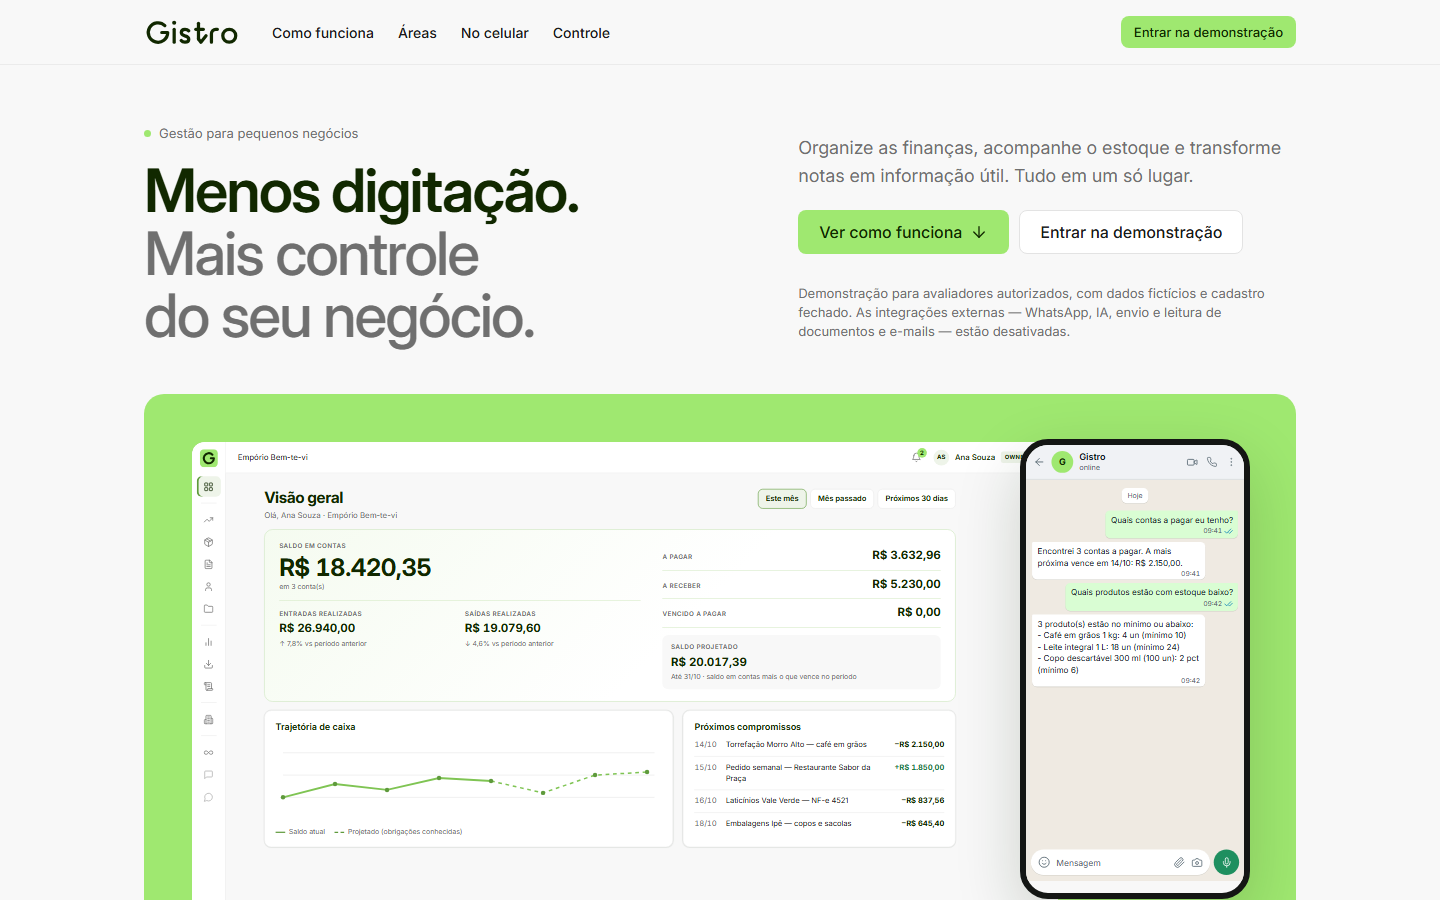 Gistro
Como funciona
Áreas
No celular
Controle
Entrar na demonstração
Gestão para pequenos negócios
Menos digitação.
Mais controle
do seu negócio.
Organize as finanças, acompanhe o estoque e transforme
notas em informação útil. Tudo em um só lugar.
Ver como funciona ↓
Entrar na demonstração
Demonstração para avaliadores autorizados, com dados fictícios e cadastro
fechado. As integrações externas — WhatsApp, IA, envio e leitura de
documentos e e-mails — estão desativadas.
G
Empório Bem-te-vi
2
AS
Ana Souza
Visão geral
Olá, Ana Souza · Empório Bem-te-vi
Este mês
Mês passado
Próximos 30 dias
SALDO EM CONTAS
R$ 18.420,35
em 3 conta(s)
ENTRADAS REALIZADAS
R$ 26.940,00
↑ 7,8% vs período anterior
SAÍDAS REALIZADAS
R$ 19.079,60
↓ 4,6% vs período anterior
A PAGAR
R$ 3.632,96
A RECEBER
R$ 5.230,00
VENCIDO A PAGAR
R$ 0,00
SALDO PROJETADO
R$ 20.017,39
Até 31/10 · saldo em contas mais o que vence no período
Trajetória de caixa
Saldo atual
Projetado (obrigações conhecidas)
Próximos compromissos
14/10 Torrefação Morro Alto — café em grãos −R$ 2.150,00
15/10 Pedido semanal — Restaurante Sabor da +R$ 1.850,00
Praça
16/10 Laticínios Vale Verde — NF-e 4521 −R$ 837,56
18/10 Embalagens Ipê — copos e sacolas −R$ 645,40
G
Gistro
online
Hoje
Quais contas a pagar eu tenho?
09:41
Encontrei 3 contas a pagar. A mais
próxima vence em 14/10: R$ 2.150,00.
09:41
Quais produtos estão com estoque baixo?
09:42
3 produto(s) estão no mínimo ou abaixo:
- Café em grãos 1 kg: 4 un (mínimo 10)
- Leite integral 1 L: 18 un (mínimo 24)
- Copo descartável 300 ml (100 un): 2 pct
(mínimo 6)
09:42
Mensagem